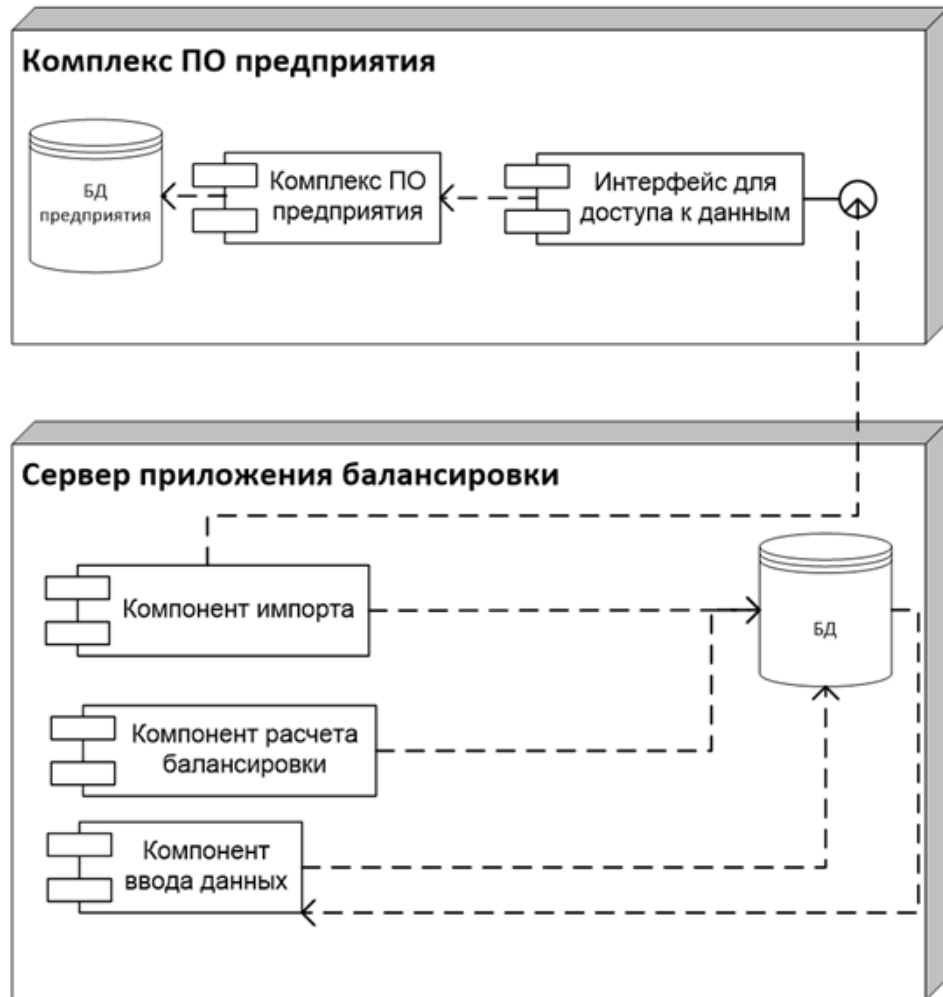 Комплекс ПО предприятия
БД
предприятия
Комплекс ПО
предприятия
Интерфейс для
доступа к данным
Сервер приложения балансировки
Компонент импорта
БД
Компонент расчета
балансировки
Компонент
ввода данных